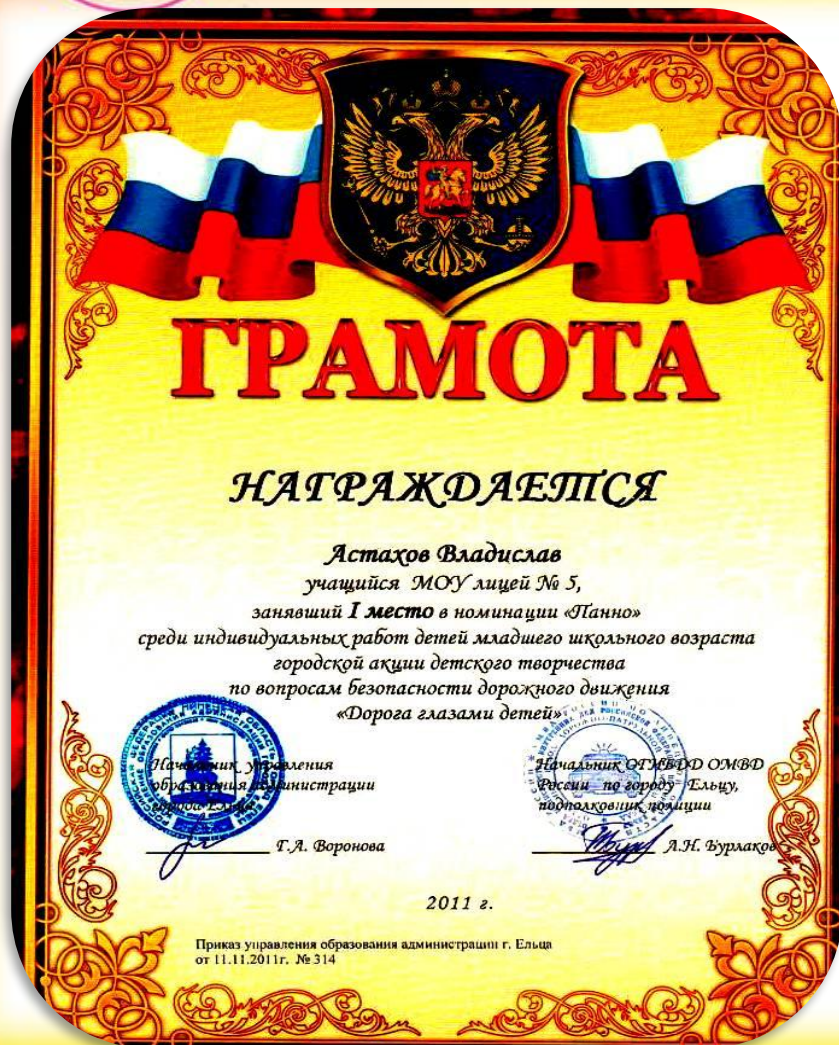 ГРАМОТА
НАГРАЖДАЕТСЯ
Астахов Владислав
учащийся МОУ лицей № 5,
занявший I место в номинации «Панно»
среди индивидуальных работ детей младшего школьного возраста
городской акции детского творчества
по вопросам безопасности дорожного движения
«Дорога глазами детей»
Начальник управления
образования администрации
города Ельца
Т.А. Воронова
Начальник ОГИБДД ОМВД
России по городу Ельцу,
подполковник полиции
А.Н. Бурлаков
2011 г.
Приказ управления образования администрации г. Ельца
от 11.11.2011г. № 314